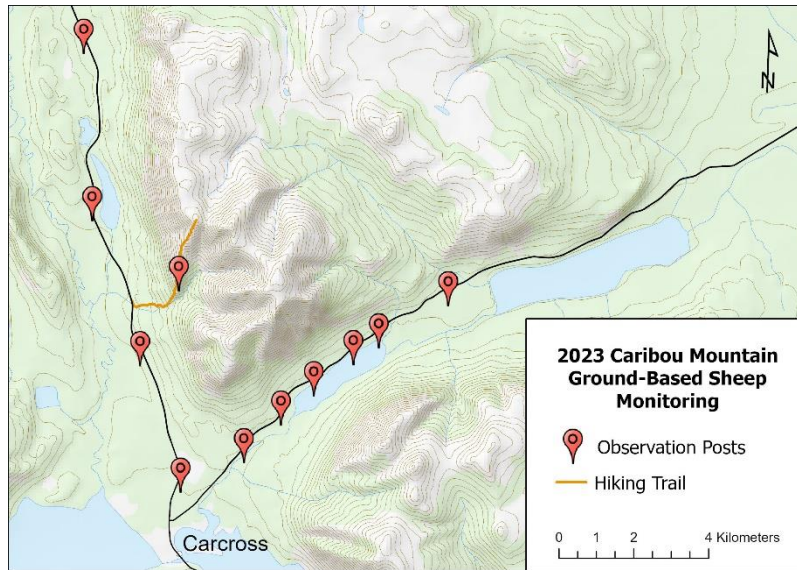 N
2023 Caribou Mountain
Ground-Based Sheep
Monitoring
Observation Posts
Hiking Trail
0 1 2 4 Kilometers
Carcross